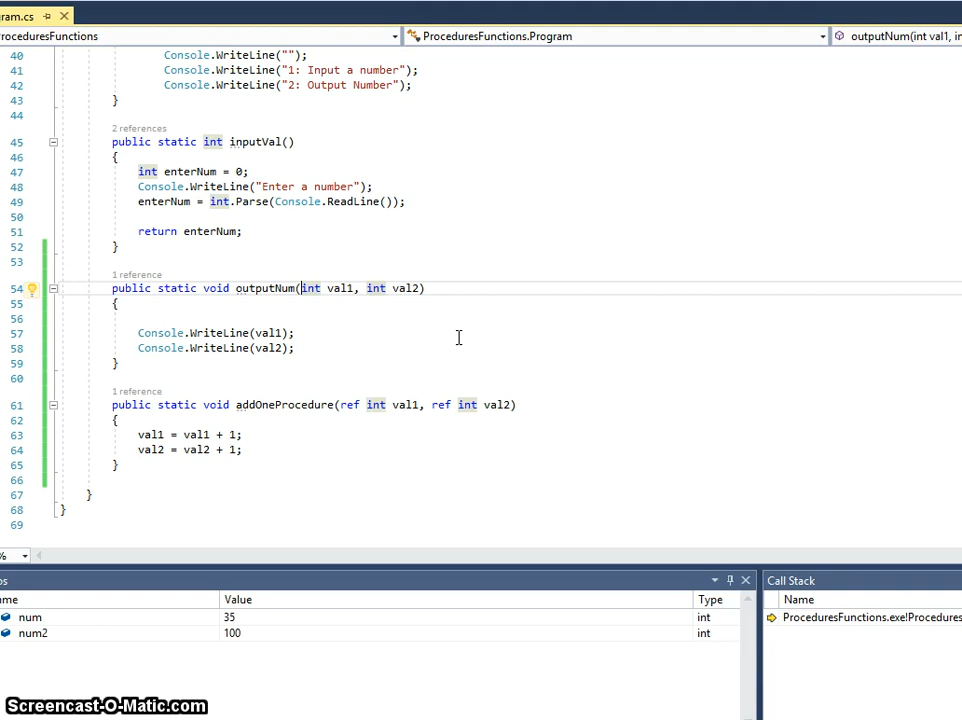 ram.cs
roceduresFunctions ProceduresFunctions.Program outputNum(int val1, in
40 Console.WriteLine("");
41 Console.WriteLine("1: Input a number");
42 Console.WriteLine("2: Output Number");
43 }
44
2 references
45 public static int inputVal()
46 {
47 int enterNum = 0;
48 Console.WriteLine("Enter a number");
49 enterNum = int.Parse(Console.ReadLine());
50
51 return enterNum;
52 }
53
1 reference
54 public static void outputNum(int val1, int val2)
55 {
56
57 Console.WriteLine(val1);
58 Console.WriteLine(val2);
59 }
60
1 reference
61 public static void addOneProcedure(ref int val1, ref int val2)
62 {
63 val1 = val1 + 1;
64 val2 = val2 + 1;
65 }
66
67 }
68 }
69
%
os Call Stack
me Value Type Name
num 35 int ProceduresFunctions.exe!Procedures
num2 100 int
Screencast-O-Matic.com